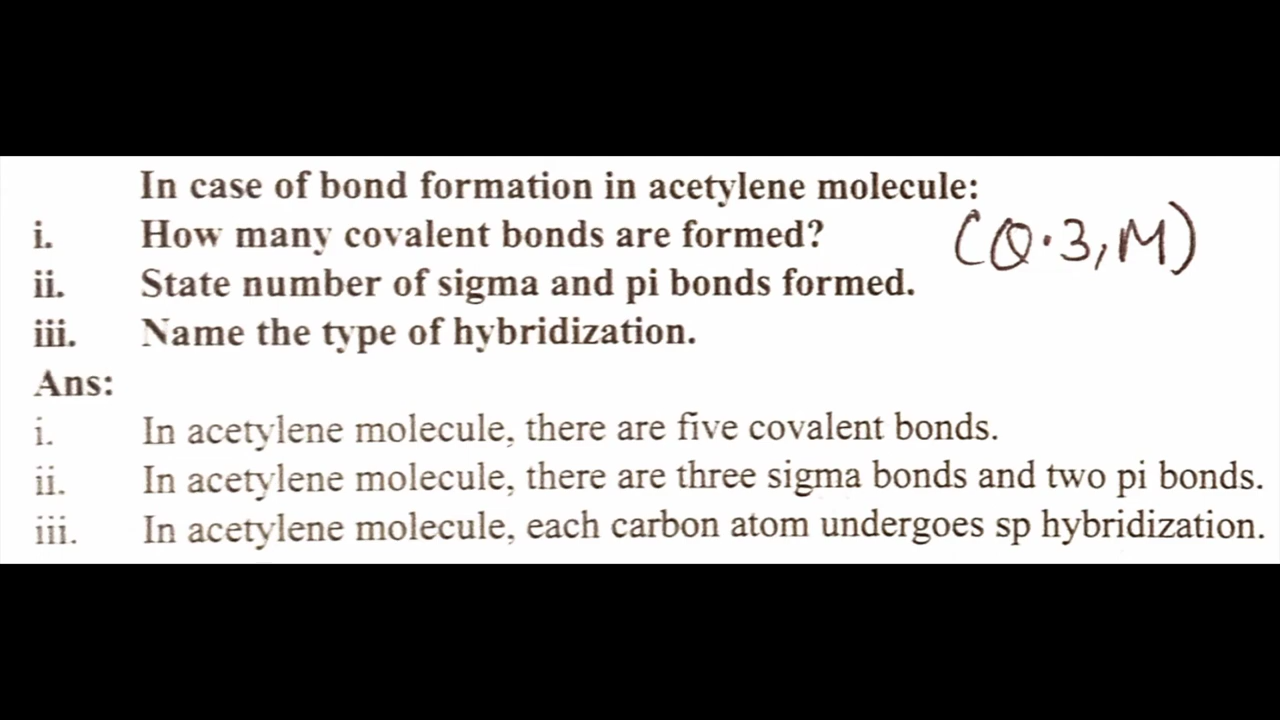 In case of bond formation in acetylene molecule:
i. How many covalent bonds are formed? (Q.3, M)
ii. State number of sigma and pi bonds formed.
iii. Name the type of hybridization.
Ans:
i. In acetylene molecule, there are five covalent bonds.
ii. In acetylene molecule, there are three sigma bonds and two pi bonds.
iii. In acetylene molecule, each carbon atom undergoes sp hybridization.